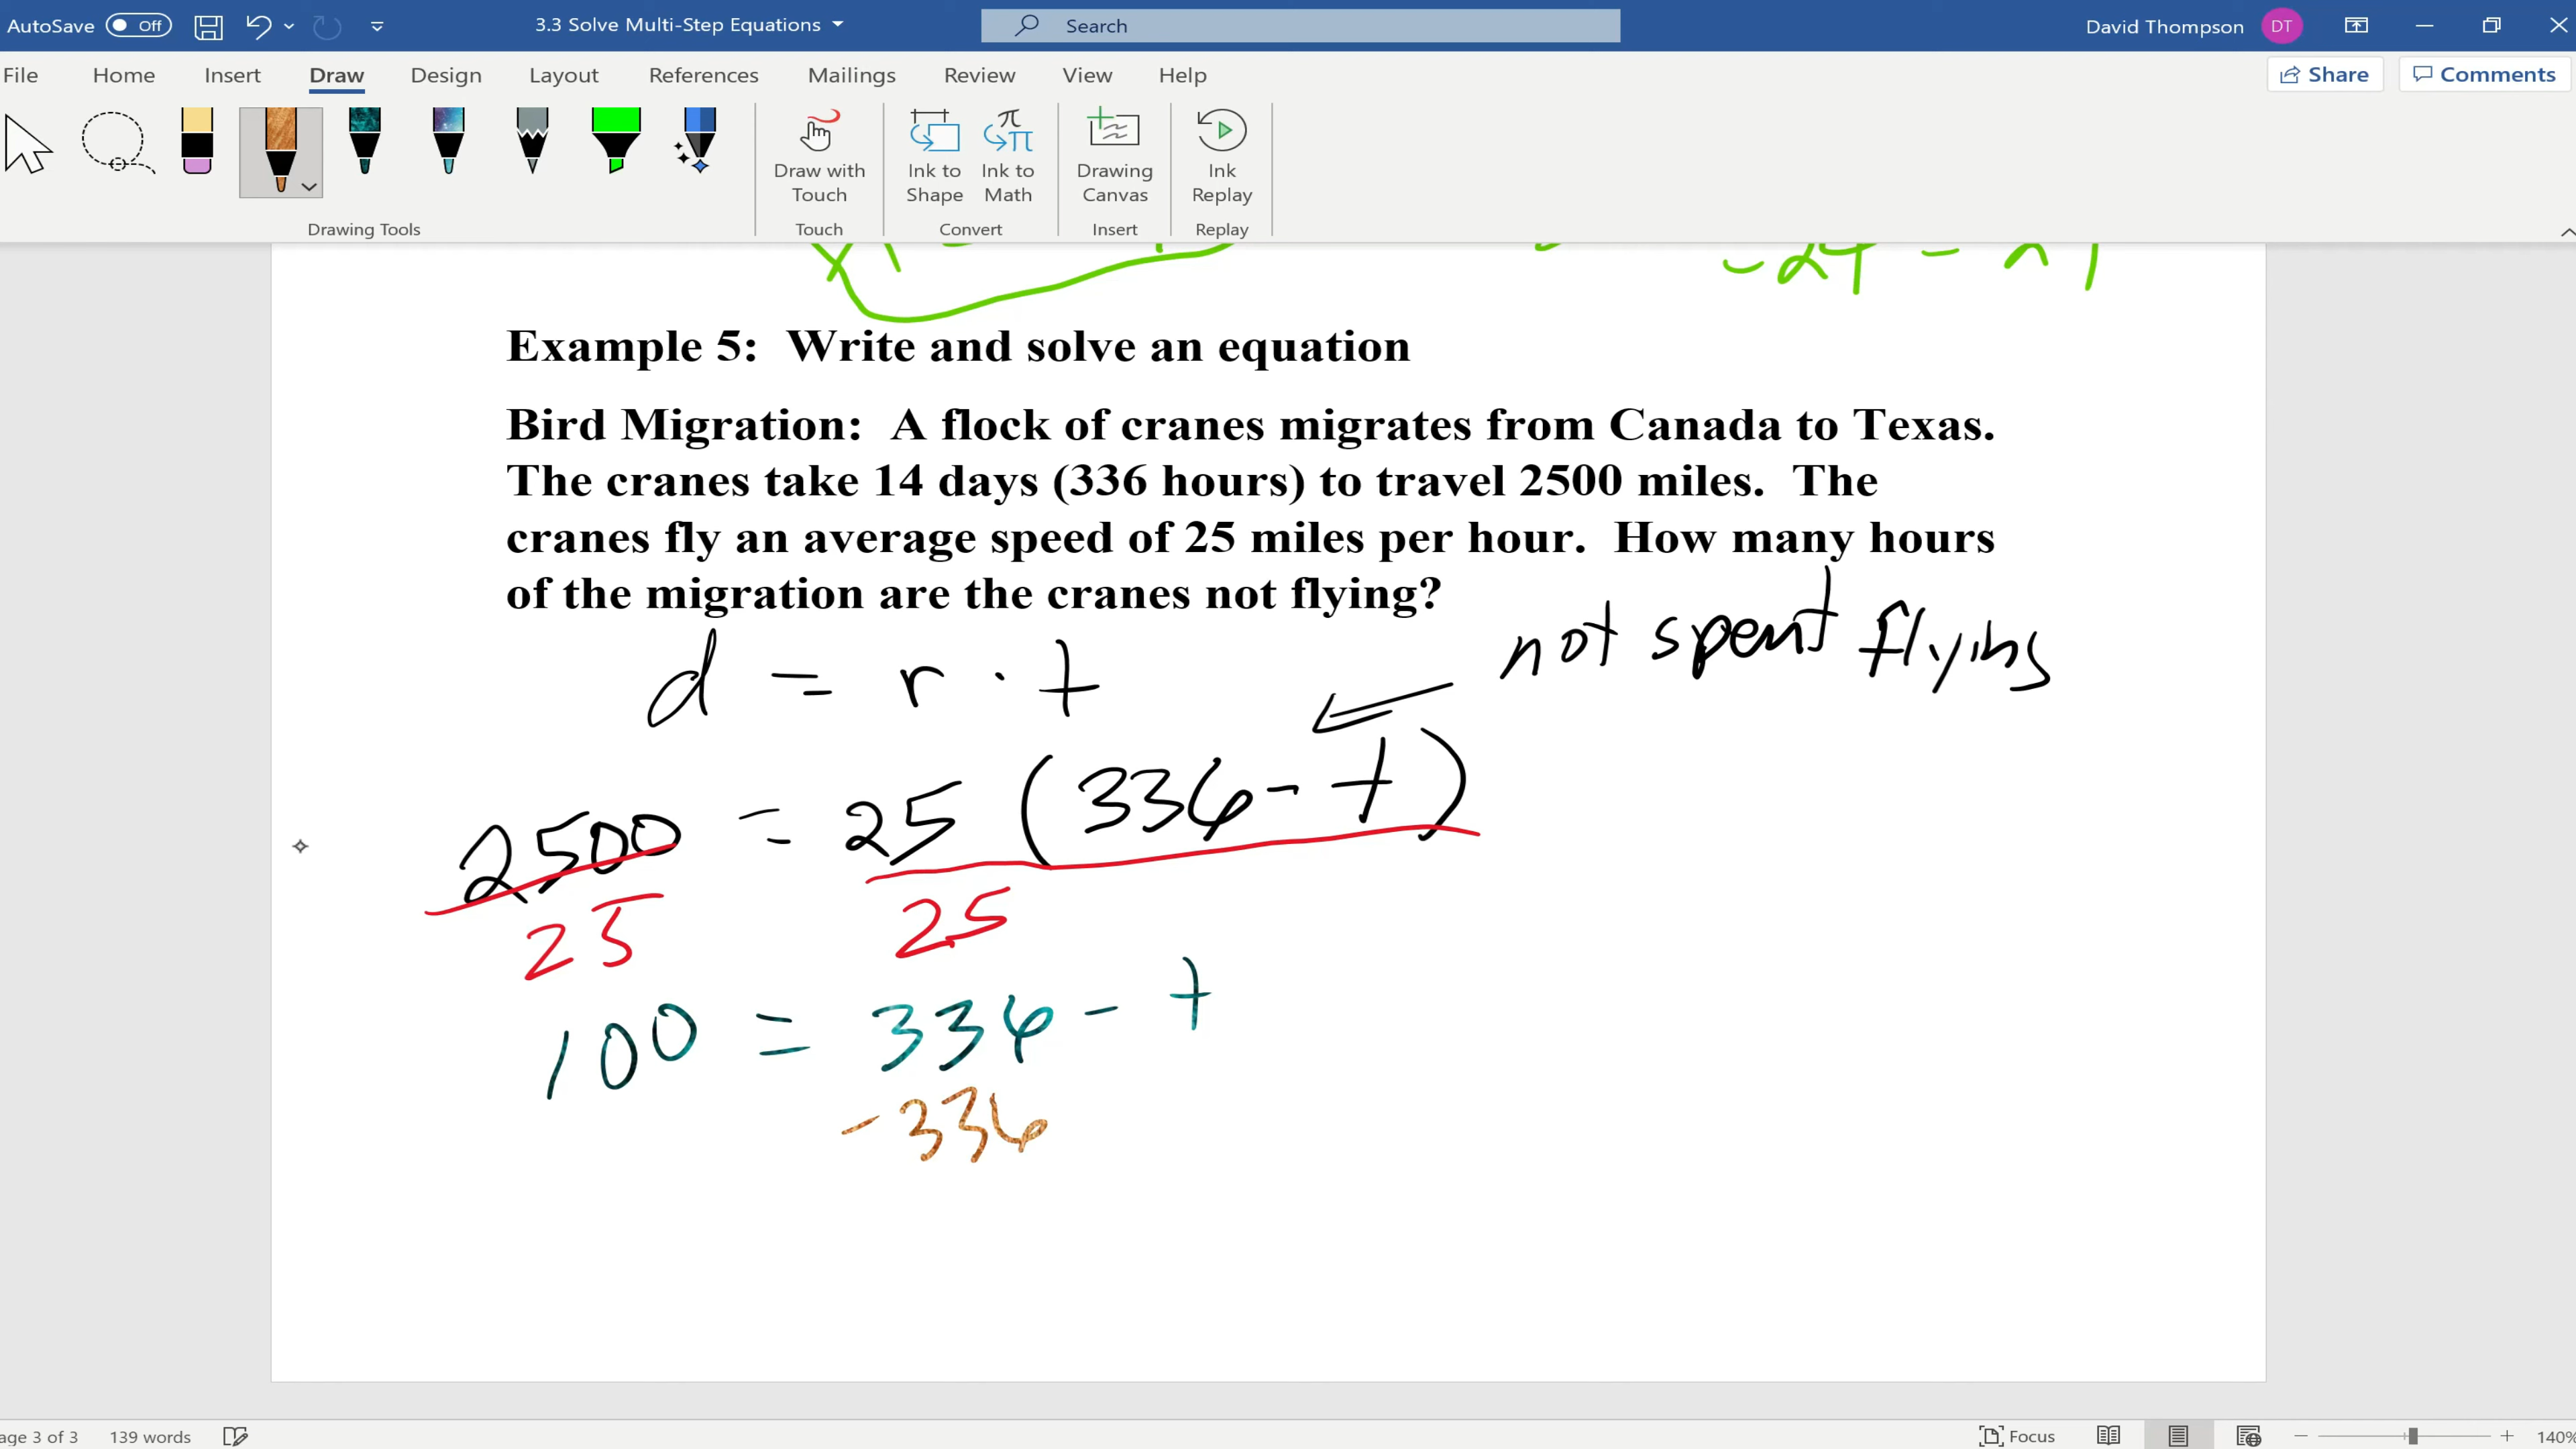 AutoSave Off 3.3 Solve Multi-Step Equations Search David Thompson DT
File Home Insert Draw Design Layout References Mailings Review View Help Share Comments
Draw with Touch Ink to Shape Ink to Math Drawing Canvas Ink Replay
Drawing Tools Touch Convert Insert Replay
Example 5: Write and solve an equation
Bird Migration: A flock of cranes migrates from Canada to Texas.
The cranes take 14 days (336 hours) to travel 2500 miles. The
cranes fly an average speed of 25 miles per hour. How many hours
of the migration are the cranes not flying?
not spent flying
d = r · t
2500 = 25 (336 - t)
25 25
100 = 336 - t
- 336
age 3 of 3 139 words Focus 140%